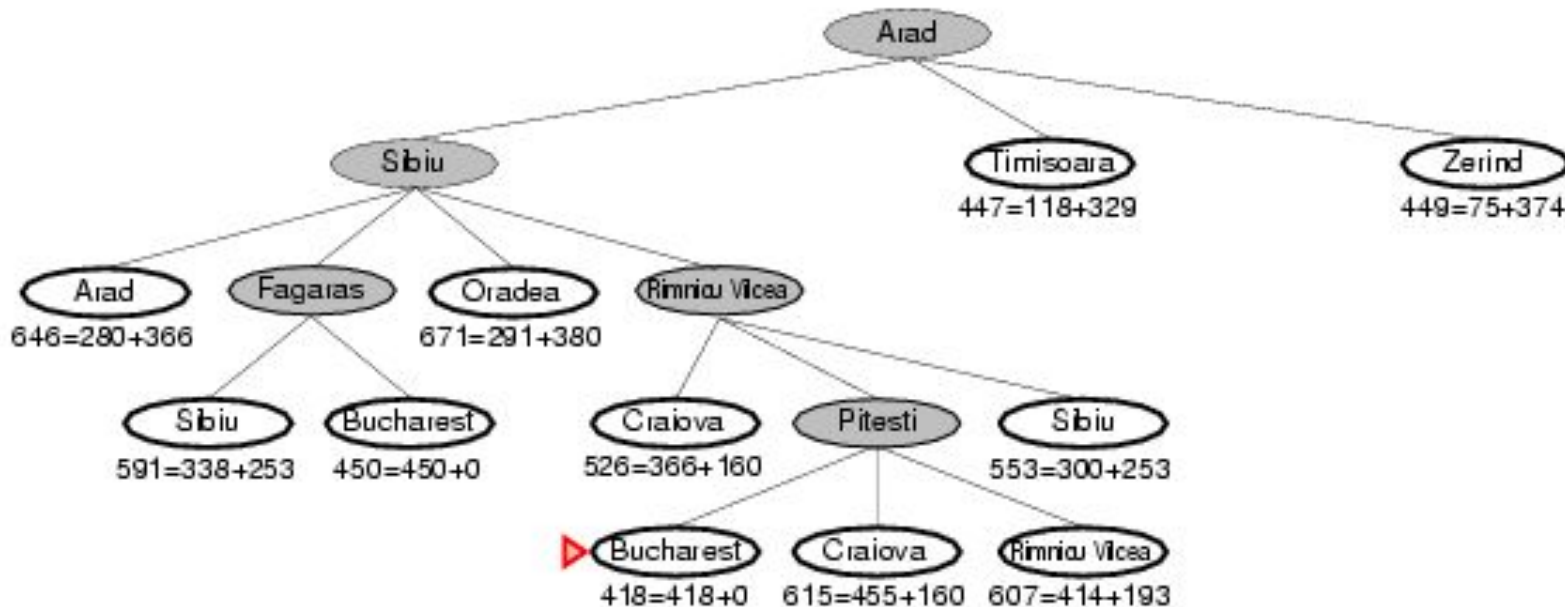 Arad
Sibiu
Timisoara
Zerind
447=118+329
449=75+374
Arad
Fagaras
Oradea
Rimnicu Vilcea
646=280+366
671=291+380
Sibiu
Bucharest
Craiova
Pitesti
Sibiu
591=338+253
450=450+0
526=366+160
553=300+253
Bucharest
Craiova
Rimnicu Vilcea
418=418+0
615=455+160
607=414+193